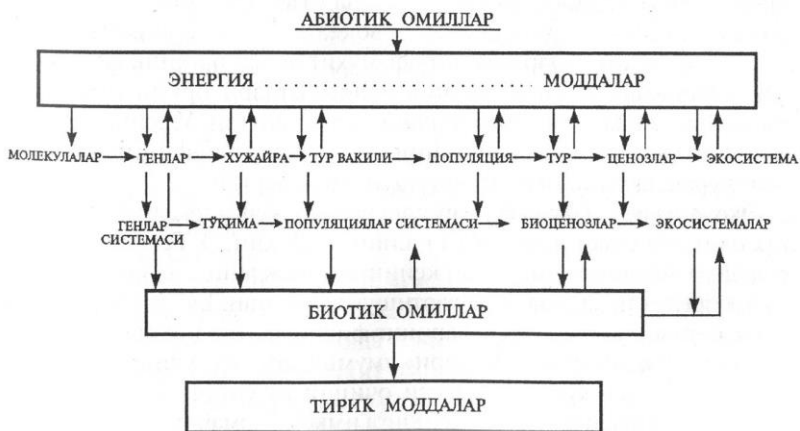 АБИОТИК ОМИЛЛАР
ЭНЕРГИЯ ........................ МОДДАЛАР
МОЛЕКУЛАЛАР ГЕНЛАР ХУЖАЙРА ТУР ВАКИЛИ ПОПУЛЯЦИЯ ТУР ЦЕНОЗЛАР ЭКОСИСТЕМА
ГЕНЛАР СИСТЕМАСИ ТЎҚИМА ПОПУЛЯЦИЯЛАР СИСТЕМАСИ БИОЦЕНОЗЛАР ЭКОСИСТЕМАЛАР
БИОТИК ОМИЛЛАР
ТИРИК МОДДАЛАР